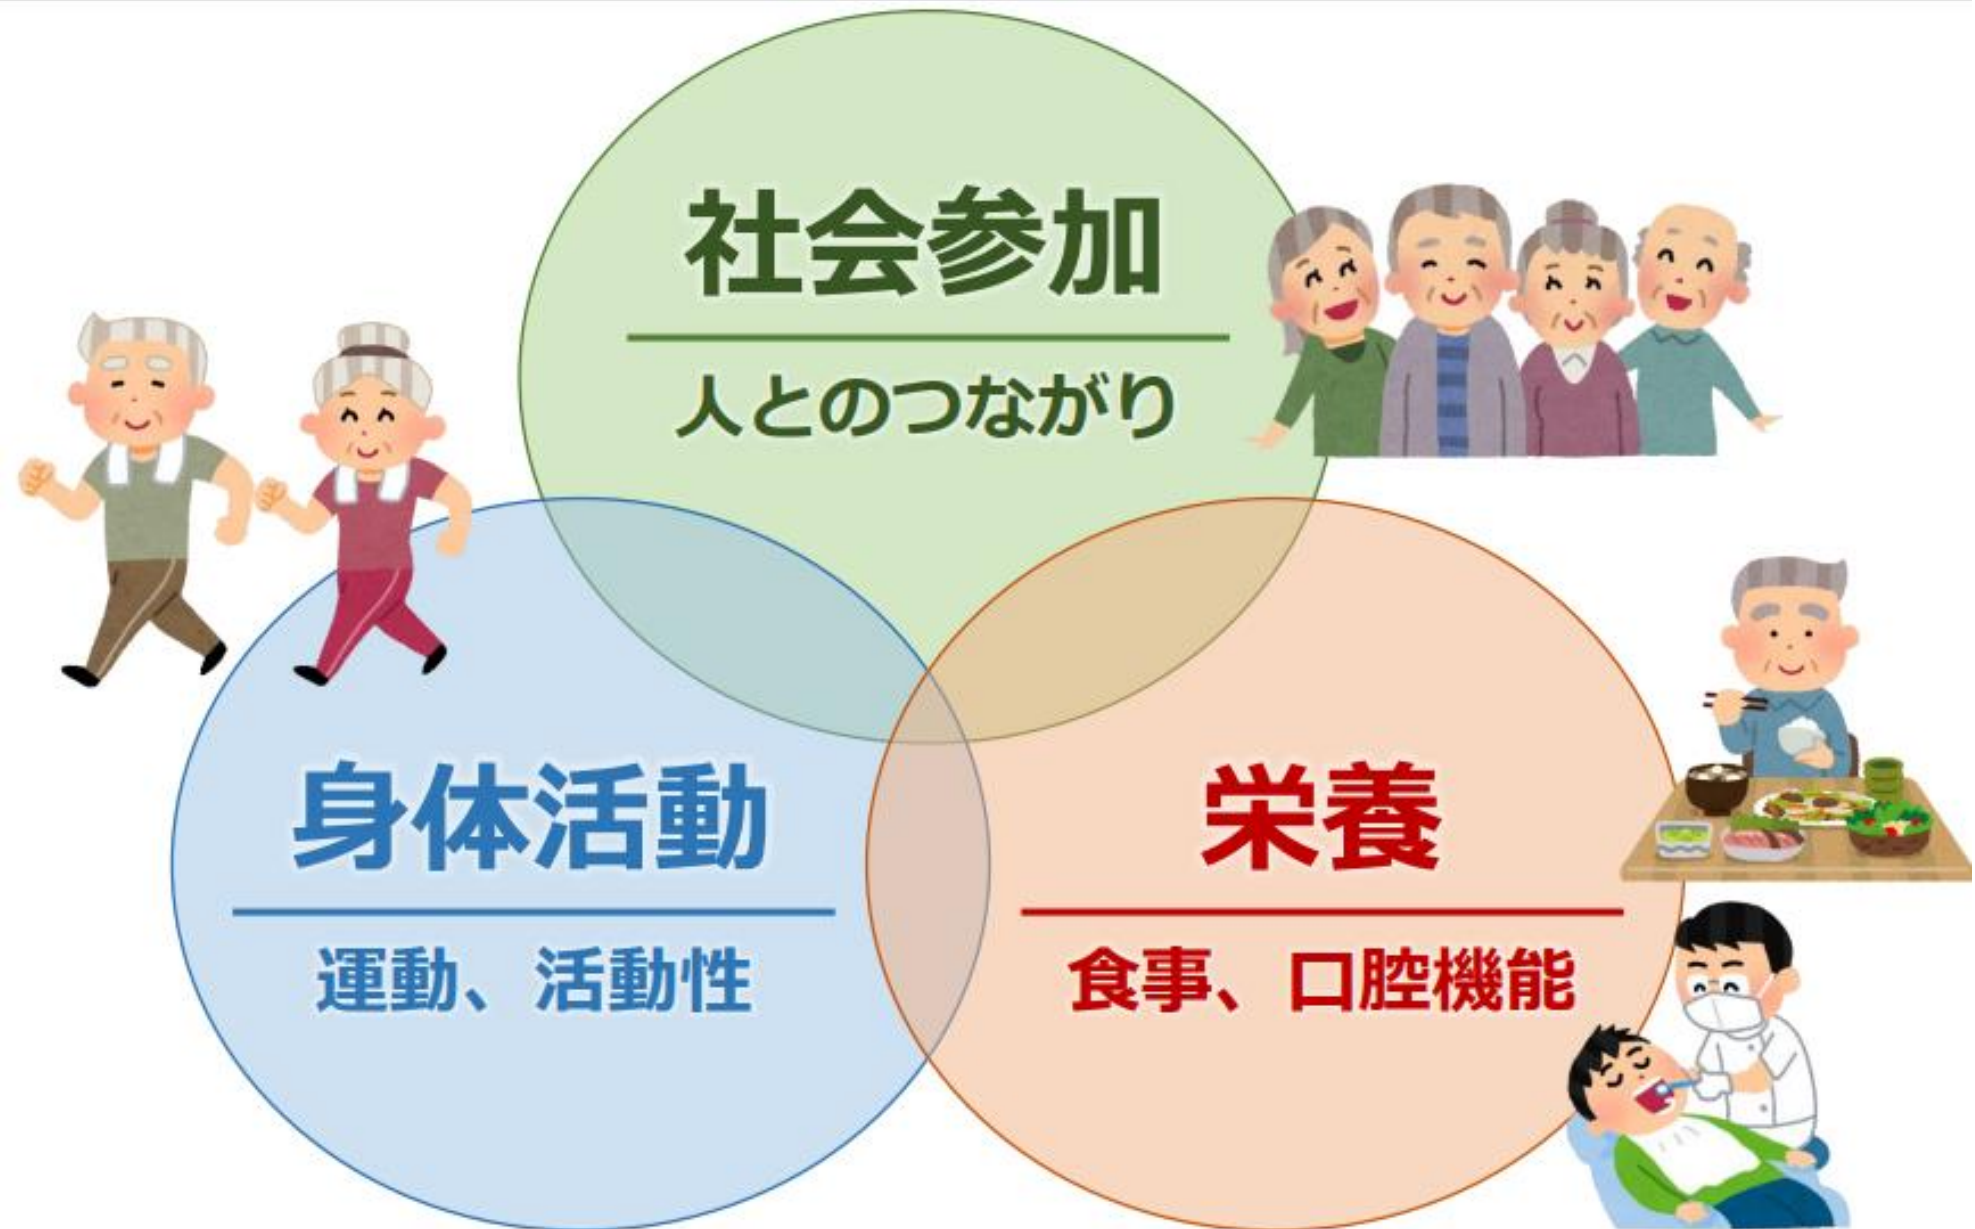 社会参加
人とのつながり
身体活動
運動、活動性
栄養
食事、口腔機能